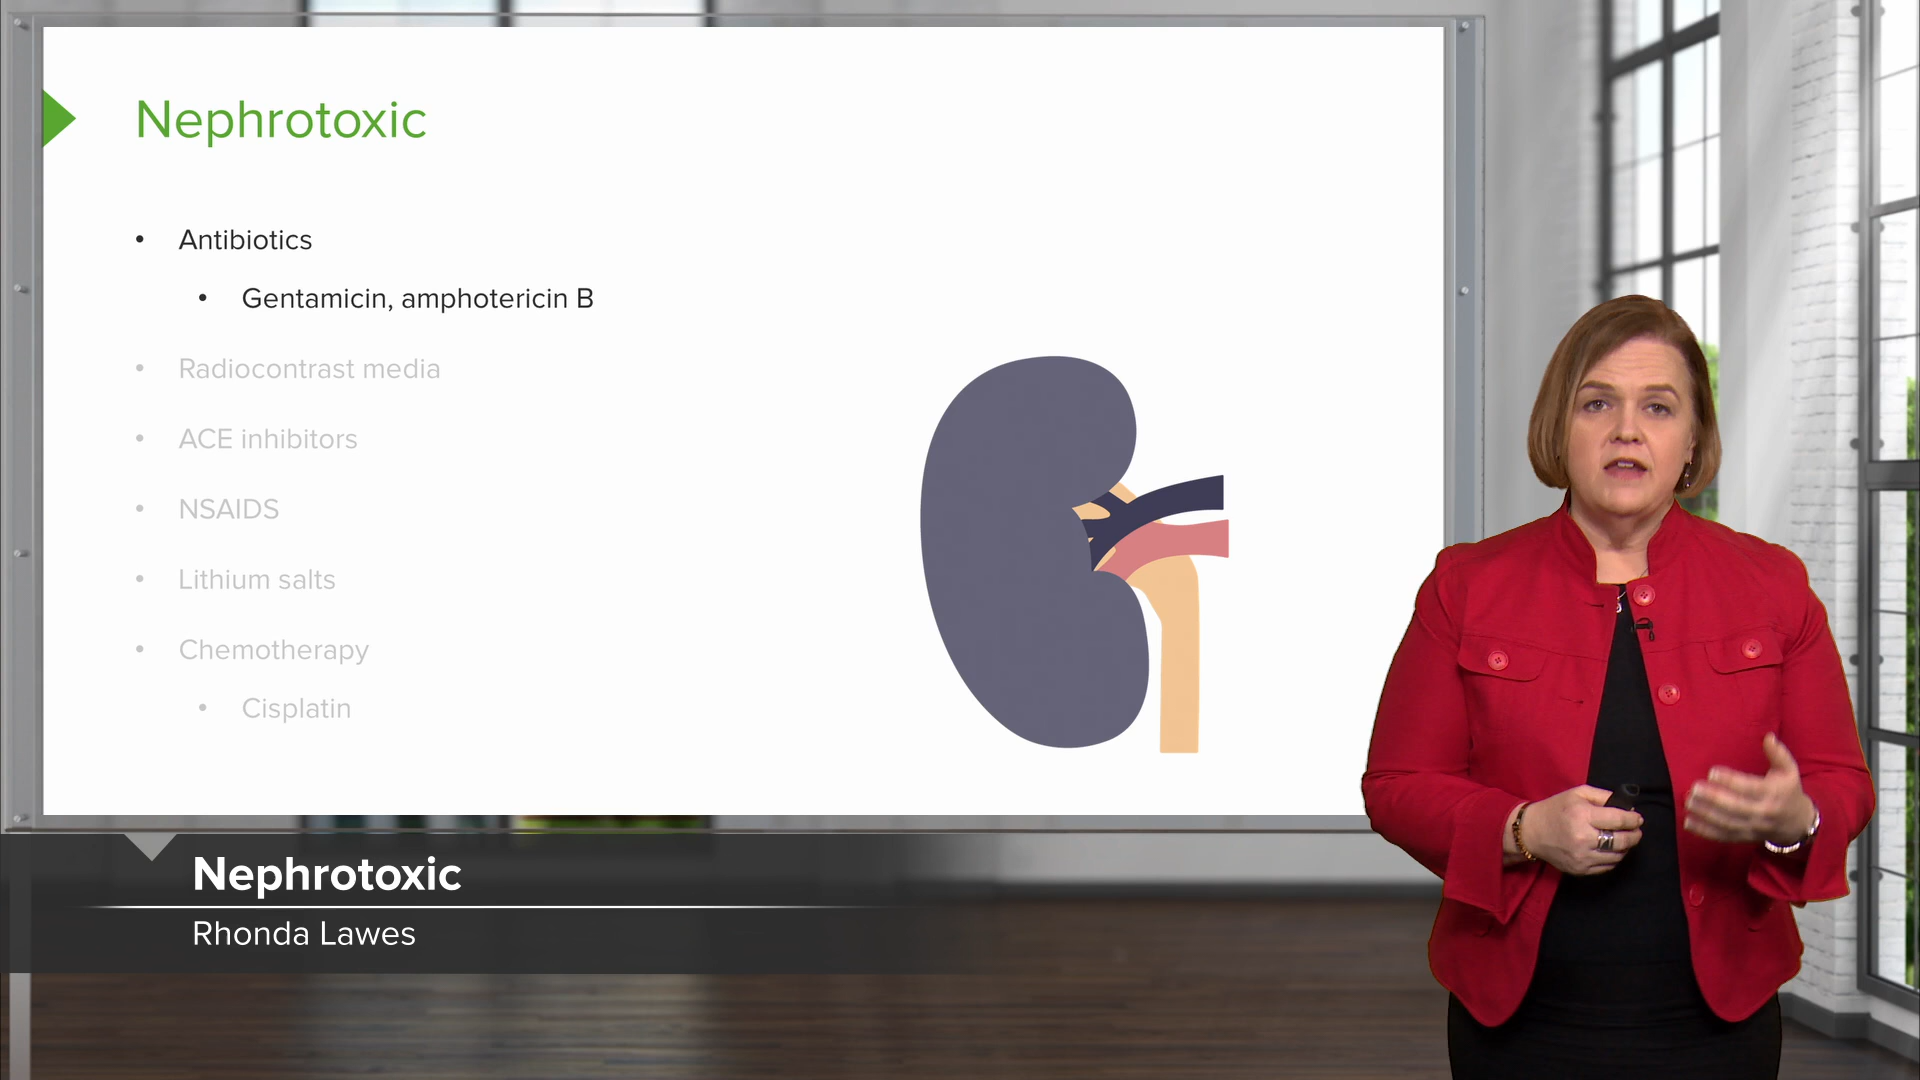 Nephrotoxic
• Antibiotics
• Gentamicin, amphotericin B
• Radiocontrast media
• ACE inhibitors
• NSAIDS
• Lithium salts
• Chemotherapy
• Cisplatin
Nephrotoxic
Rhonda Lawes